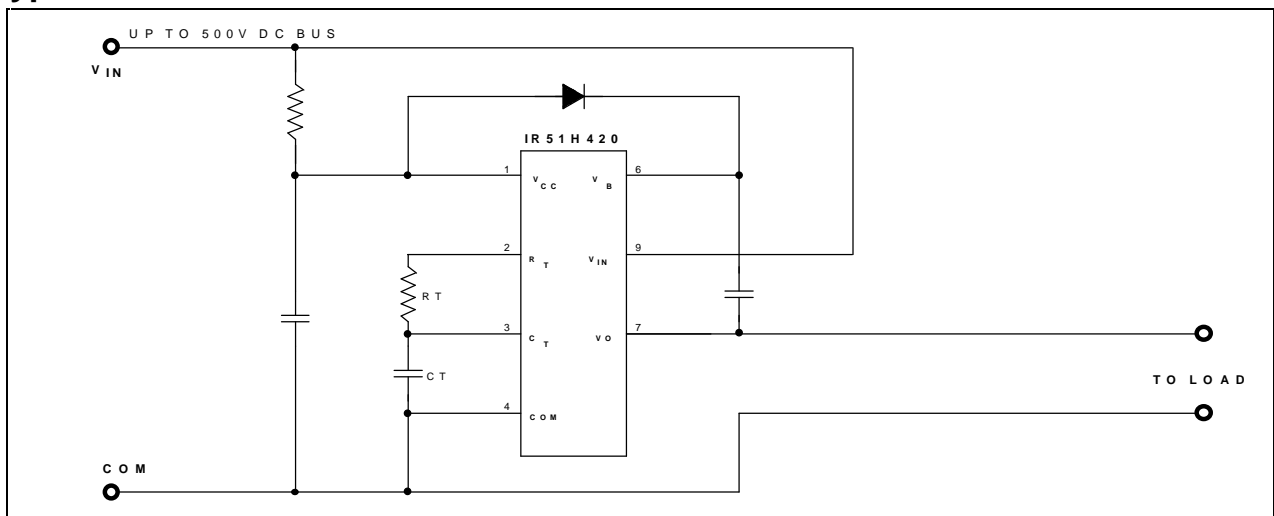 UP TO 500V DC BUS
VIN
IR51H420
1 VCC VB 6
2 RT VIN 9
RT
3 CT VO 7
CT
4 COM
TO LOAD
COM